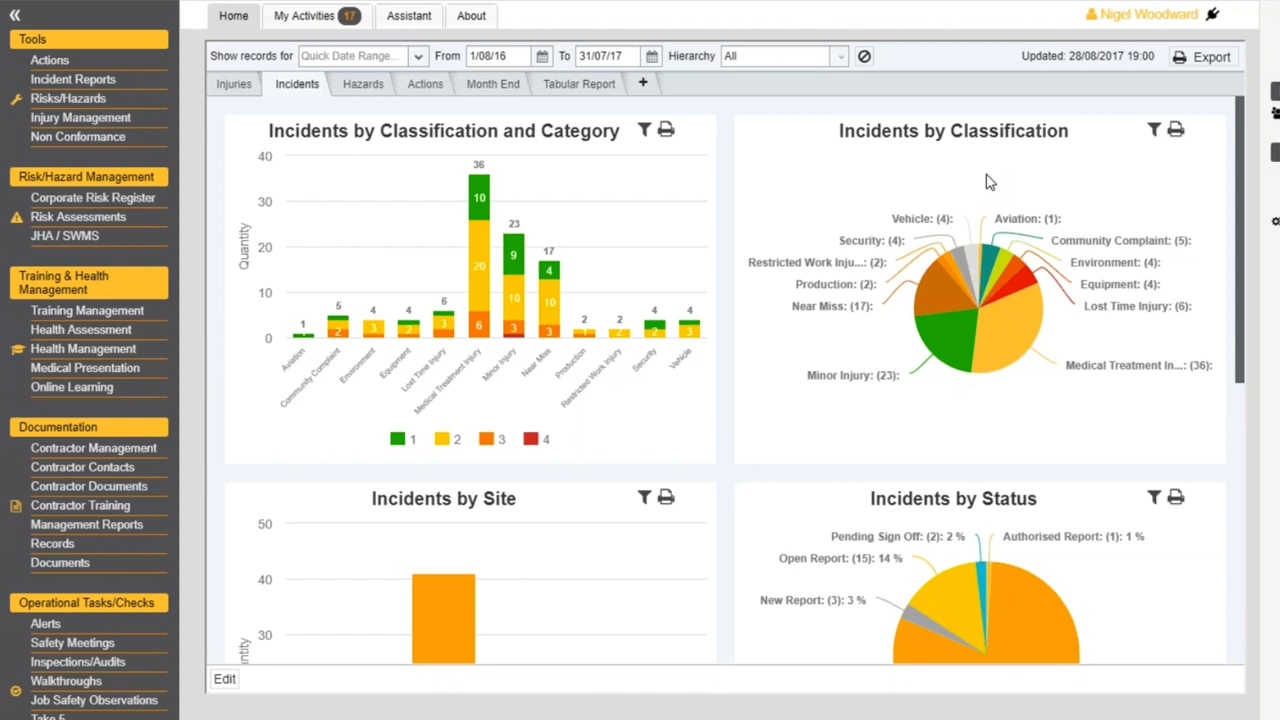 Home
My Activities 17
Assistant
About
Nigel Woodward
Tools
Actions
Incident Reports
Risks/Hazards
Injury Management
Non Conformance
Risk/Hazard Management
Corporate Risk Register
Risk Assessments
JHA / SWMS
Training & Health
Management
Training Management
Health Assessment
Health Management
Medical Presentation
Online Learning
Documentation
Contractor Management
Contractor Contacts
Contractor Documents
Contractor Training
Management Reports
Records
Documents
Operational Tasks/Checks
Alerts
Safety Meetings
Inspections/Audits
Walkthroughs
Job Safety Observations
Take 5
Show records for Quick Date Range... From 1/08/16 To 31/07/17 Hierarchy All
Updated: 28/08/2017 19:00 Export
Injuries Incidents Hazards Actions Month End Tabular Report +
Incidents by Classification and Category
40
30
20
10
0
Quantity
1
5
2
4
3
4
2
6
3
36
10
20
6
23
9
10
3
17
4
10
3
2
1
2
2
4
2
4
3
Aviation
Community Complaint
Environment
Equipment
Lost Time Injury
Medical Treatment Injury
Minor Injury
Near Miss
Production
Restricted Work Injury
Security
Vehicle
1 2 3 4
Incidents by Classification
Vehicle: (4):
Aviation: (1):
Security: (4):
Community Complaint: (5):
Restricted Work Inju...: (2):
Environment: (4):
Production: (2):
Equipment: (4):
Near Miss: (17):
Lost Time Injury: (6):
Medical Treatment In...: (36):
Minor Injury: (23):
Incidents by Site
50
40
30
Incidents by Status
Pending Sign Off: (2): 2 %
Authorised Report: (1): 1 %
Open Report: (15): 14 %
New Report: (3): 3 %
Edit